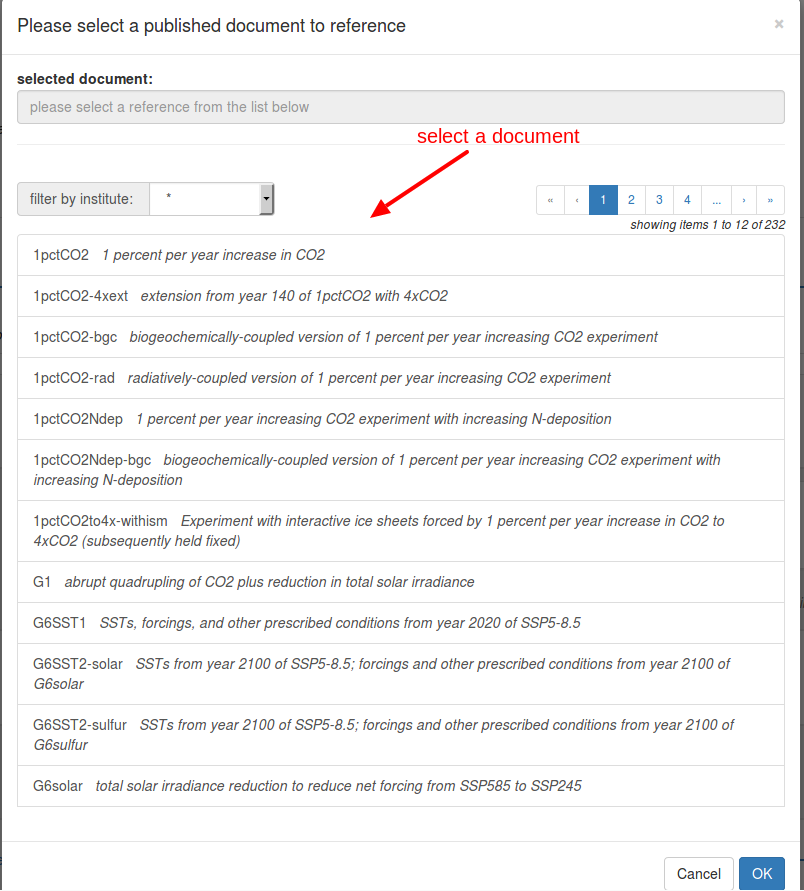 Please select a published document to reference ×
selected document:
please select a reference from the list below
select a document
filter by institute: *
« ‹ 1 2 3 4 ... › »
showing items 1 to 12 of 232
1pctCO2 1 percent per year increase in CO2
1pctCO2-4xext extension from year 140 of 1pctCO2 with 4xCO2
1pctCO2-bgc biogeochemically-coupled version of 1 percent per year increasing CO2 experiment
1pctCO2-rad radiatively-coupled version of 1 percent per year increasing CO2 experiment
1pctCO2Ndep 1 percent per year increasing CO2 experiment with increasing N-deposition
1pctCO2Ndep-bgc biogeochemically-coupled version of 1 percent per year increasing CO2 experiment with
increasing N-deposition
1pctCO2to4x-withism Experiment with interactive ice sheets forced by 1 percent per year increase in CO2 to
4xCO2 (subsequently held fixed)
G1 abrupt quadrupling of CO2 plus reduction in total solar irradiance
G6SST1 SSTs, forcings, and other prescribed conditions from year 2020 of SSP5-8.5
G6SST2-solar SSTs from year 2100 of SSP5-8.5; forcings and other prescribed conditions from year 2100 of
G6solar
G6SST2-sulfur SSTs from year 2100 of SSP5-8.5; forcings and other prescribed conditions from year 2100 of
G6sulfur
G6solar total solar irradiance reduction to reduce net forcing from SSP585 to SSP245
Cancel OK